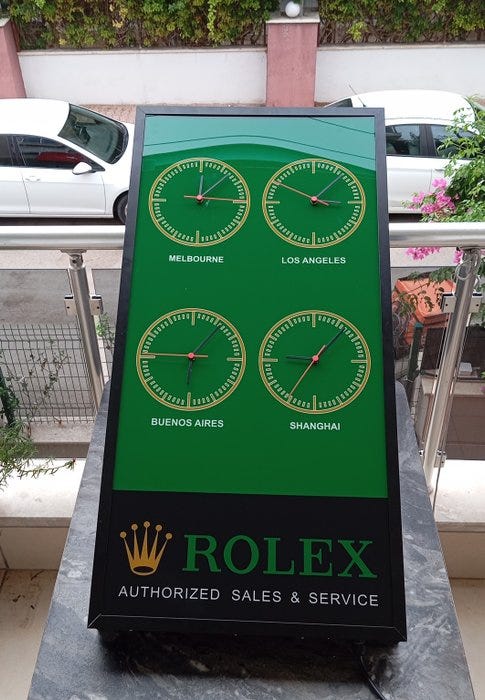 MELBOURNE
LOS ANGELES
BUENOS AIRES
SHANGHAI
ROLEX
AUTHORIZED SALES & SERVICE